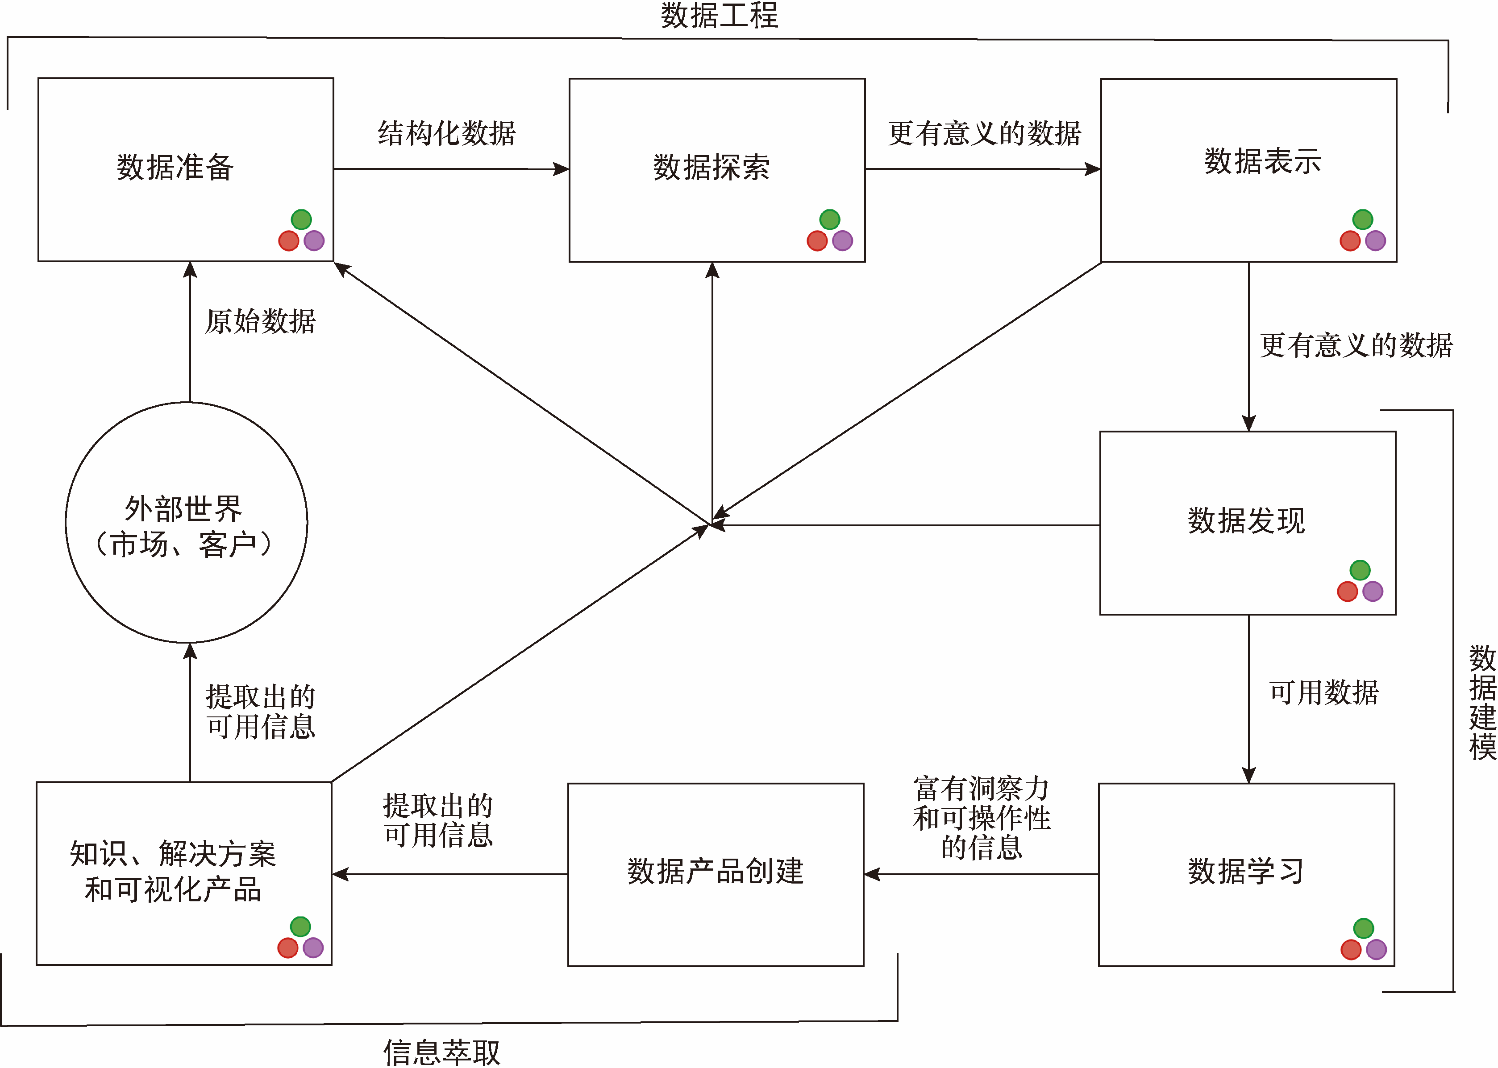 数据工程
数据准备
结构化数据
数据探索
更有意义的数据
数据表示
原始数据
更有意义的数据
外部世界
（市场、客户）
数据发现
提取出的
可用信息
可用数据
数据建模
知识、解决方案
和可视化产品
提取出的
可用信息
数据产品创建
富有洞察力
和可操作性
的信息
数据学习
信息萃取